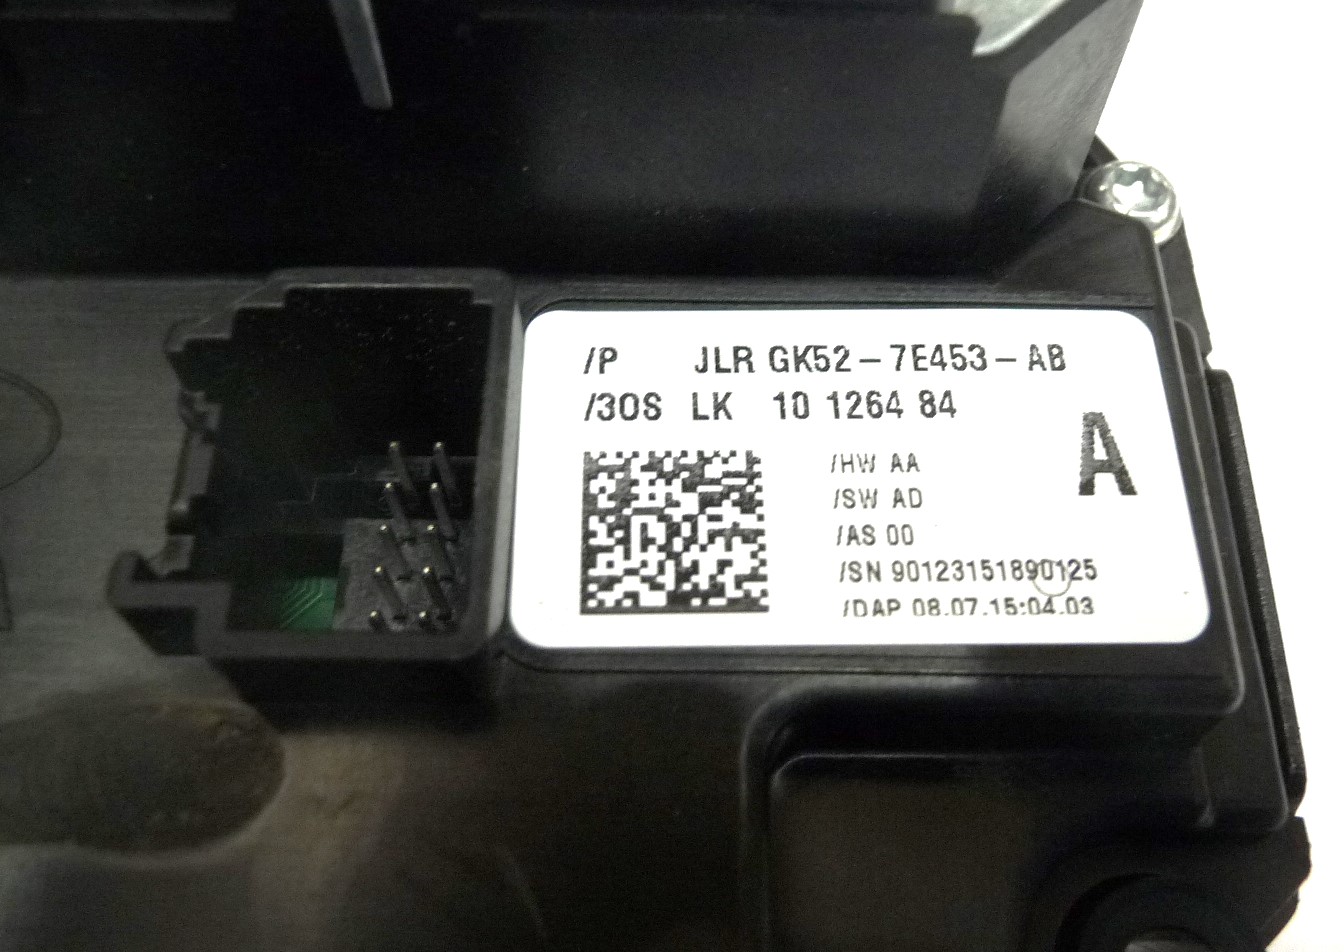 /P JLR GK52-7E453-AB
/3OS LK 10 1264 84
A
/HW AA
/SW AD
/AS 00
/SN 90123151890125
/DAP 08.07.15:04.03